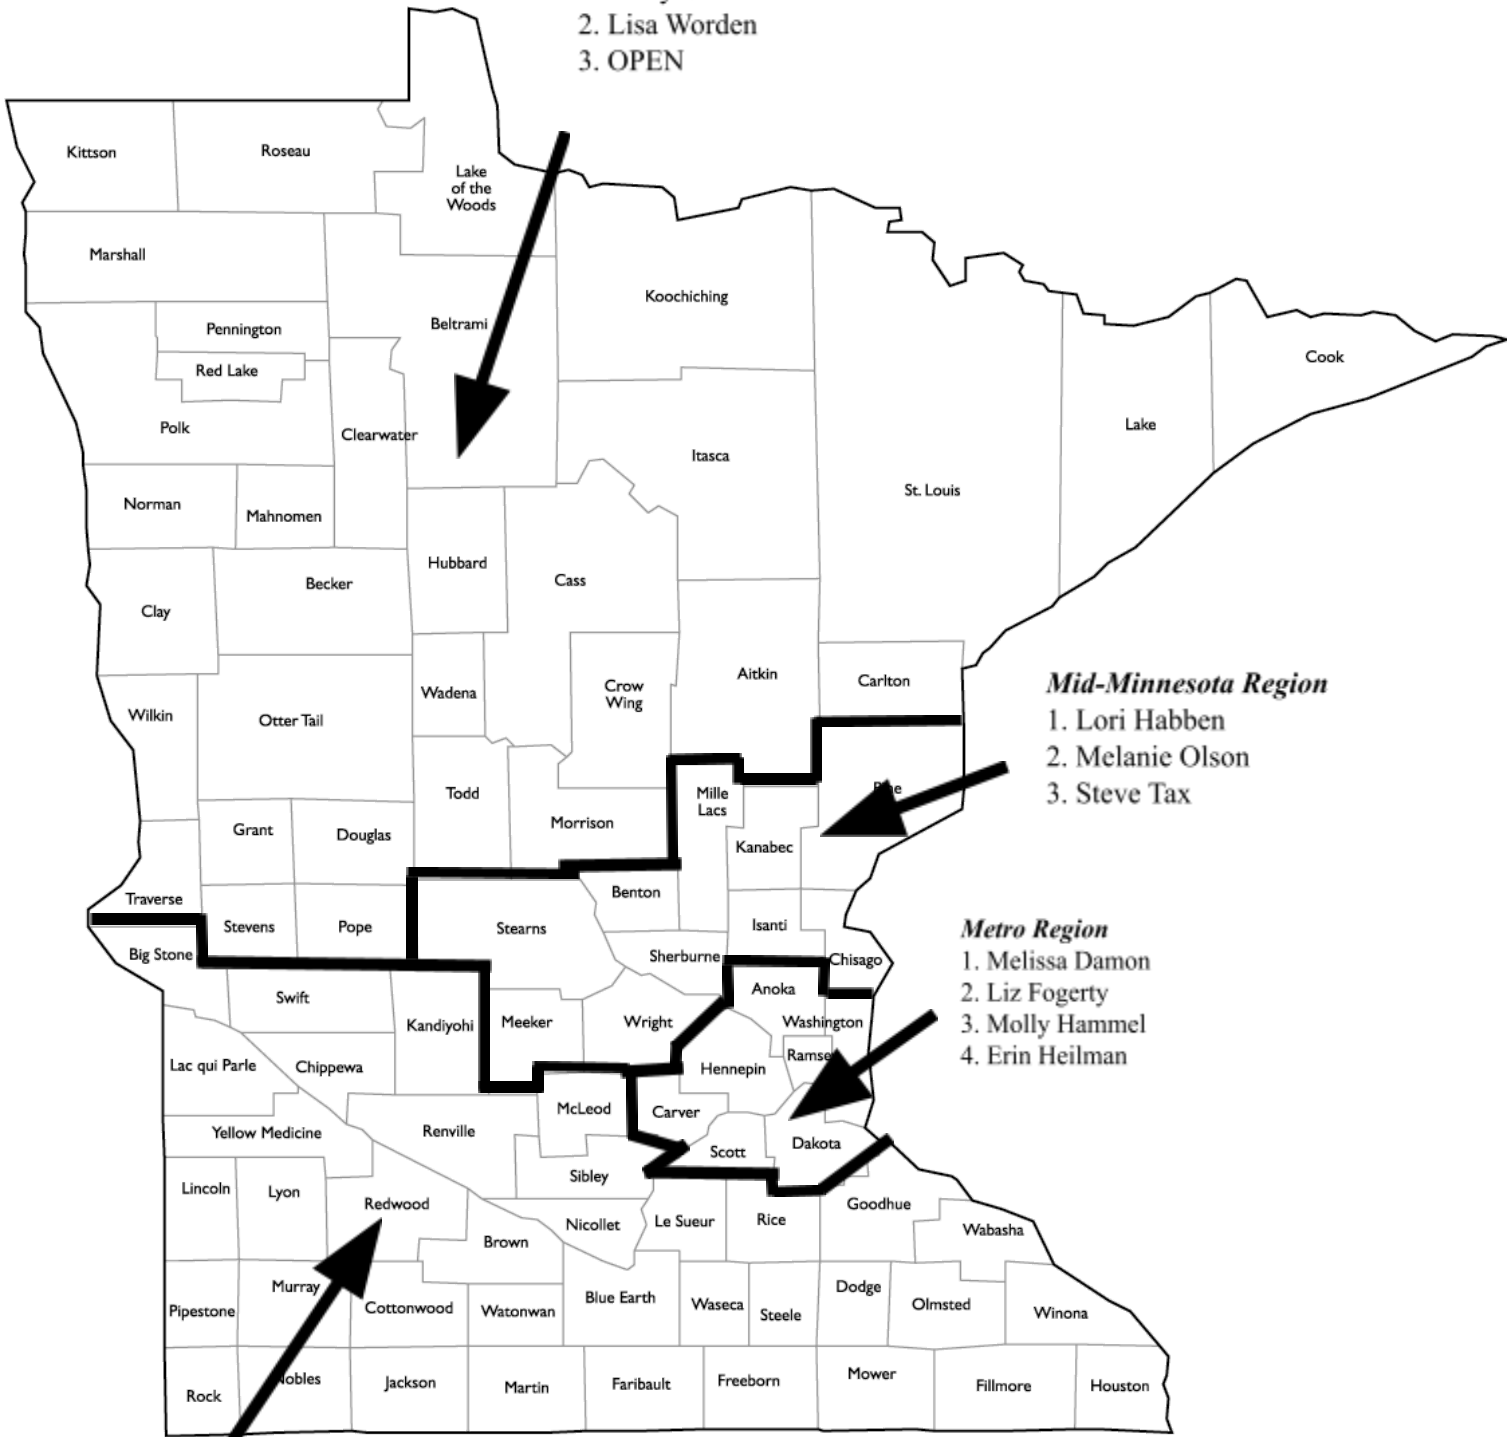 2. Lisa Worden
3. OPEN
Kittson
Roseau
Lake
of the
Woods
Marshall
Koochiching
Beltrami
Pennington
Cook
Red Lake
Lake
Polk
Clearwater
Itasca
St. Louis
Norman
Mahnomen
Hubbard
Cass
Becker
Clay
Aitkin
Carlton
Mid-Minnesota Region
1. Lori Habben
2. Melanie Olson
3. Steve Tax
Wadena
Crow
Wing
Wilkin
Otter Tail
Todd
Mille
Lacs
Morrison
Grant
Douglas
Kanabec
Benton
Traverse
Stevens
Pope
Stearns
Isanti
Big Stone
Sherburne
Chisago
Metro Region
1. Melissa Damon
2. Liz Fogerty
3. Molly Hammel
4. Erin Heilman
Swift
Anoka
Kandiyohi
Meeker
Wright
Washington
Lac qui Parle
Chippewa
Hennepin
Ramse
McLeod
Carver
Yellow Medicine
Renville
Scott
Dakota
Sibley
Lincoln
Lyon
Redwood
Nicollet
Le Sueur
Rice
Goodhue
Wabasha
Brown
Murray
Pipestone
Cottonwood
Watonwan
Blue Earth
Waseca
Steele
Dodge
Olmsted
Winona
Rock
Nobles
Jackson
Martin
Faribault
Freeborn
Mower
Fillmore
Houston